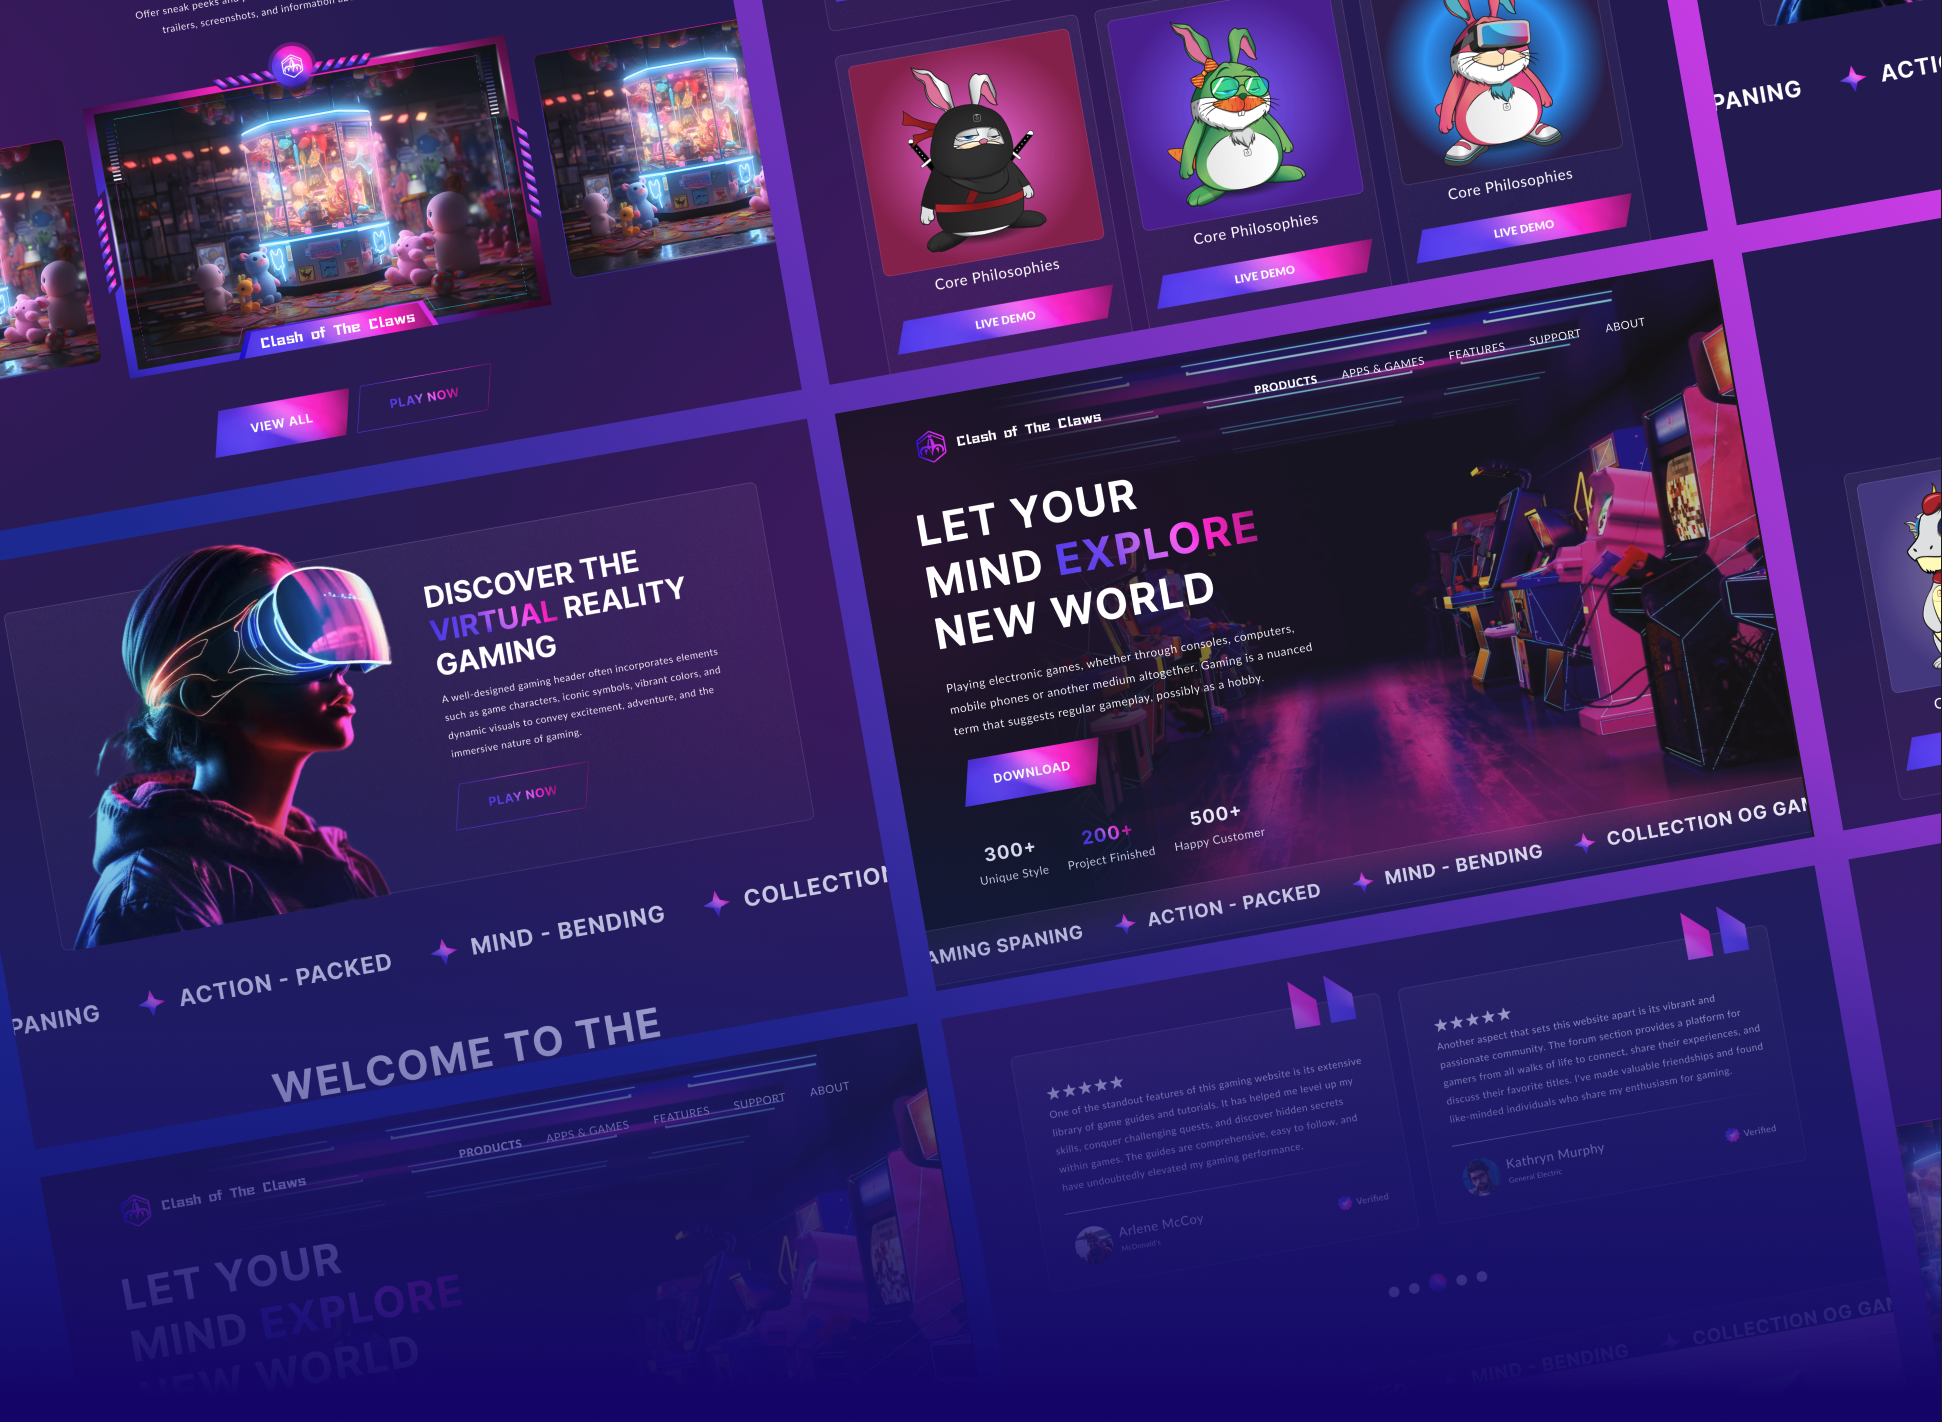 Offer sneak peeks and
trailers, screenshots, and information
Clash of The Claws
VIEW ALL
PLAY NOW
Core Philosophies
LIVE DEMO
Core Philosophies
LIVE DEMO
Core Philosophies
LIVE DEMO
PANING
ACTI
DISCOVER THE
VIRTUAL REALITY
GAMING
A well-designed gaming header often incorporates elements
such as game characters, iconic symbols, vibrant colors, and
dynamic visuals to convey excitement, adventure, and the
immersive nature of gaming.
PLAY NOW
PANING
ACTION - PACKED
MIND - BENDING
COLLECTION
WELCOME TO THE
Clash of The Claws
PRODUCTS
APPS & GAMES
FEATURES
SUPPORT
ABOUT
LET YOUR
MIND EXPLORE
NEW WORLD
Playing electronic games, whether through consoles, computers,
mobile phones or another medium altogether. Gaming is a nuanced
term that suggests regular gameplay, possibly as a hobby.
DOWNLOAD
300+
Unique Style
200+
Project Finished
500+
Happy Customer
AMING SPANING
ACTION - PACKED
MIND - BENDING
COLLECTION OG GAM
Clash of The Claws
PRODUCTS
APPS & GAMES
FEATURES
SUPPORT
ABOUT
LET YOUR
MIND EXPLORE
NEW WORLD
One of the standout features of this gaming website is its extensive
library of game guides and tutorials. It has helped me level up my
skills, conquer challenging quests, and discover hidden secrets
within games. The guides are comprehensive, easy to follow, and
have undoubtedly elevated my gaming performance.
Arlene McCoy
McDonald's
Verified
Another aspect that sets this website apart is its vibrant and
passionate community. The forum section provides a platform for
gamers from all walks of life to connect, share their experiences, and
discuss their favorite titles. I've made valuable friendships and found
like-minded individuals who share my enthusiasm for gaming.
Kathryn Murphy
General Electric
Verified
MIND - BENDING
COLLECTION OG GAM